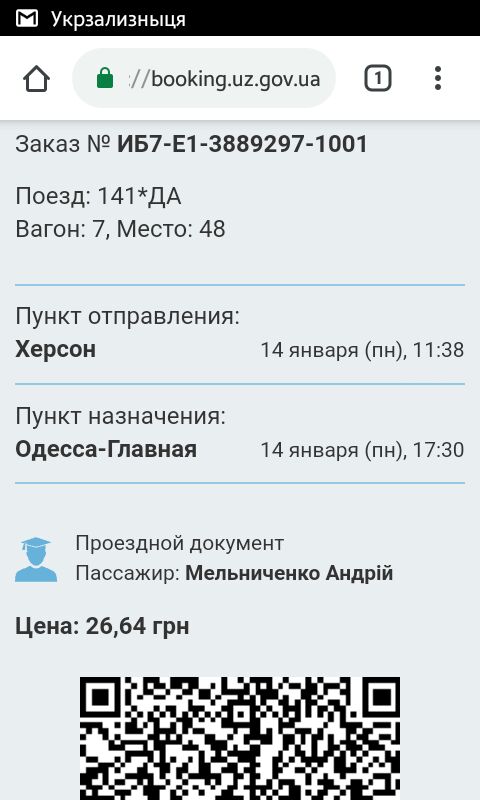 Укрзализныця
://booking.uz.gov.ua
1
Заказ № ИБ7-Е1-3889297-1001
Поезд: 141*ДА
Вагон: 7, Место: 48
Пункт отправления:
Херсон 14 января (пн), 11:38
Пункт назначения:
Одесса-Главная 14 января (пн), 17:30
Проездной документ
Пассажир: Мельниченко Андрій
Цена: 26,64 грн